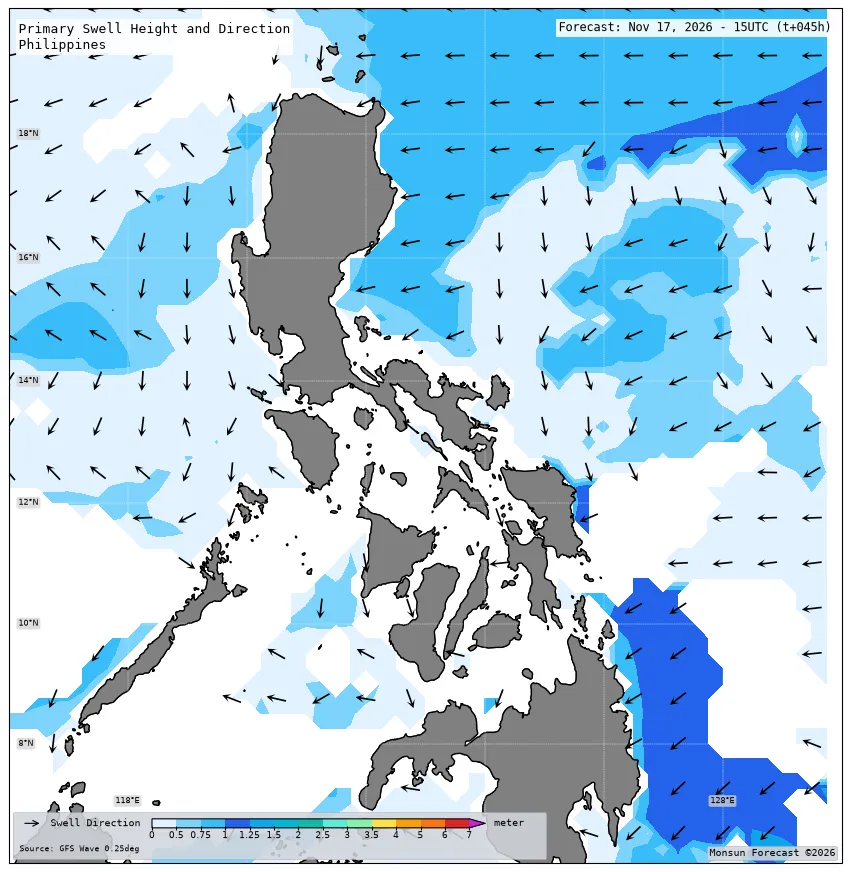 Primary Swell Height and Direction
Philippines
Forecast: Nov 17, 2026 - 15UTC (t+045h)
18°N
16°N
14°N
12°N
10°N
8°N
118°E
128°E
Swell Direction
0 0.5 0.75 1 1.25 1.5 2 2.5 3 3.5 4 5 6 7
meter
Source: GFS Wave 0.25deg
Monsun Forecast ©2026